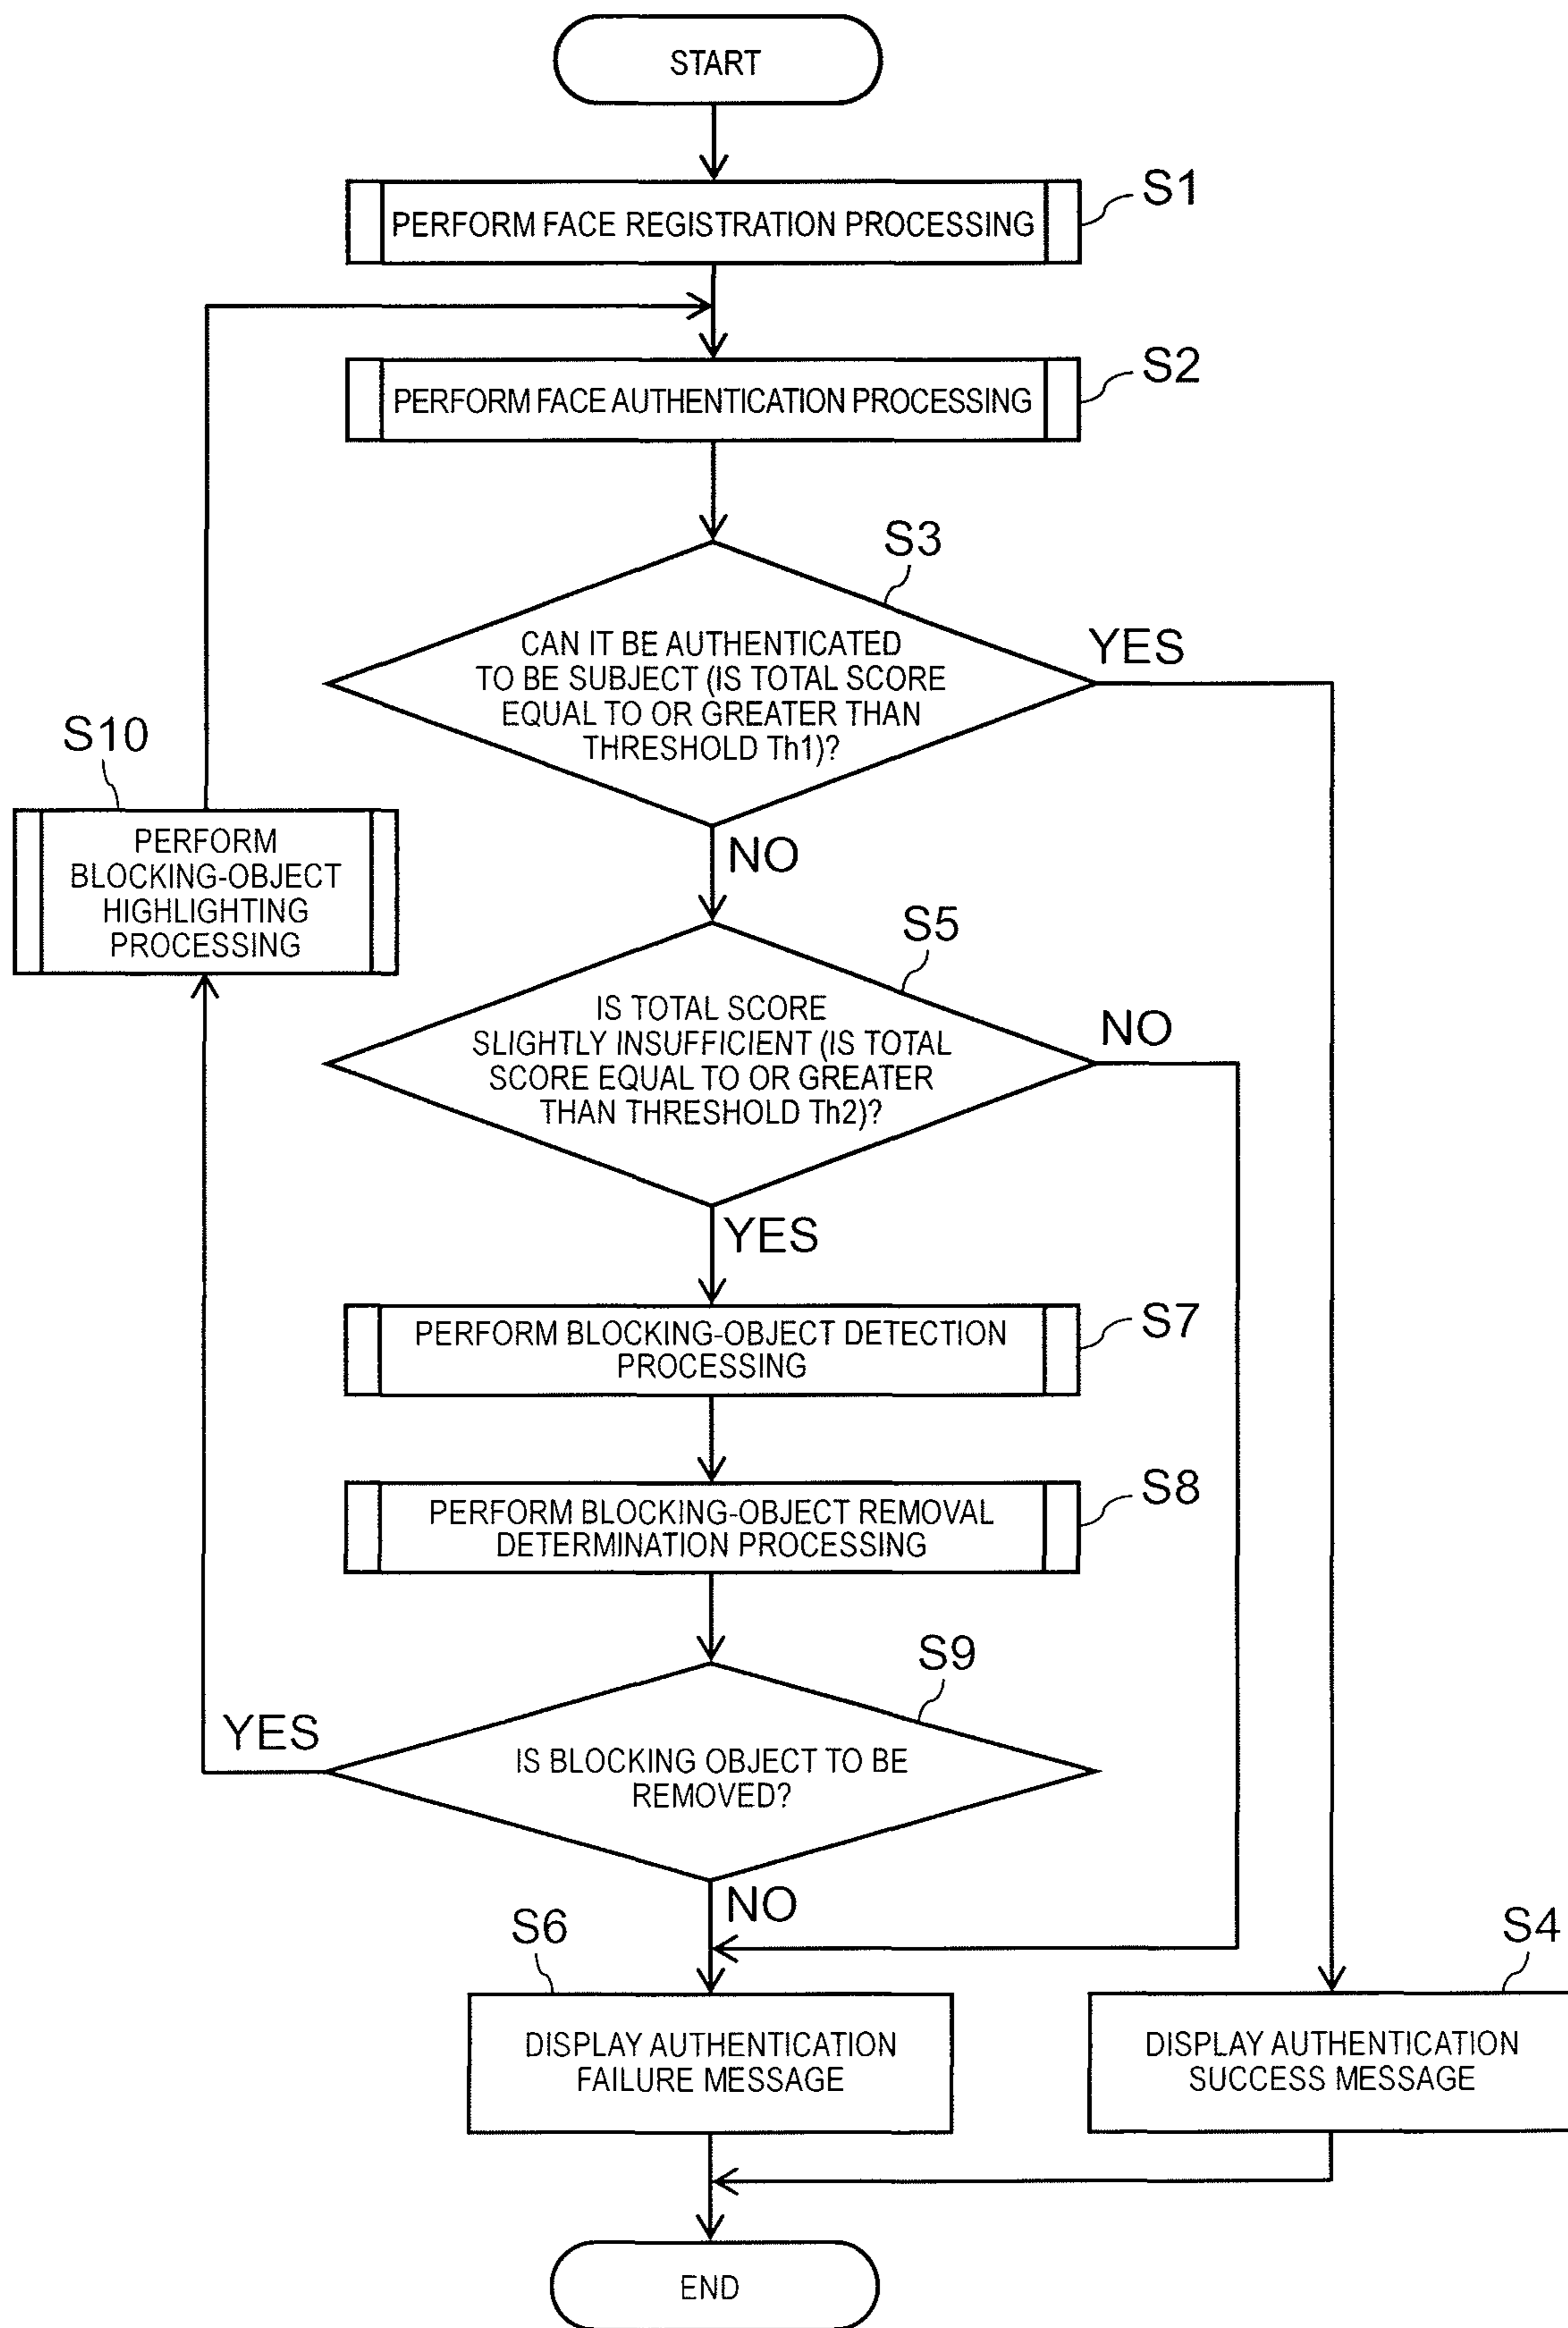 START
S1
PERFORM FACE REGISTRATION PROCESSING
S2
PERFORM FACE AUTHENTICATION PROCESSING
S3
CAN IT BE AUTHENTICATED
TO BE SUBJECT (IS TOTAL SCORE
EQUAL TO OR GREATER THAN
THRESHOLD Th1)?
YES
NO
S10
PERFORM
BLOCKING-OBJECT
HIGHLIGHTING
PROCESSING
S5
IS TOTAL SCORE
SLIGHTLY INSUFFICIENT (IS TOTAL
SCORE EQUAL TO OR GREATER
THAN THRESHOLD Th2)?
NO
YES
S7
PERFORM BLOCKING-OBJECT DETECTION
PROCESSING
S8
PERFORM BLOCKING-OBJECT REMOVAL
DETERMINATION PROCESSING
S9
YES
IS BLOCKING OBJECT TO BE
REMOVED?
NO
S6
DISPLAY AUTHENTICATION
FAILURE MESSAGE
S4
DISPLAY AUTHENTICATION
SUCCESS MESSAGE
END